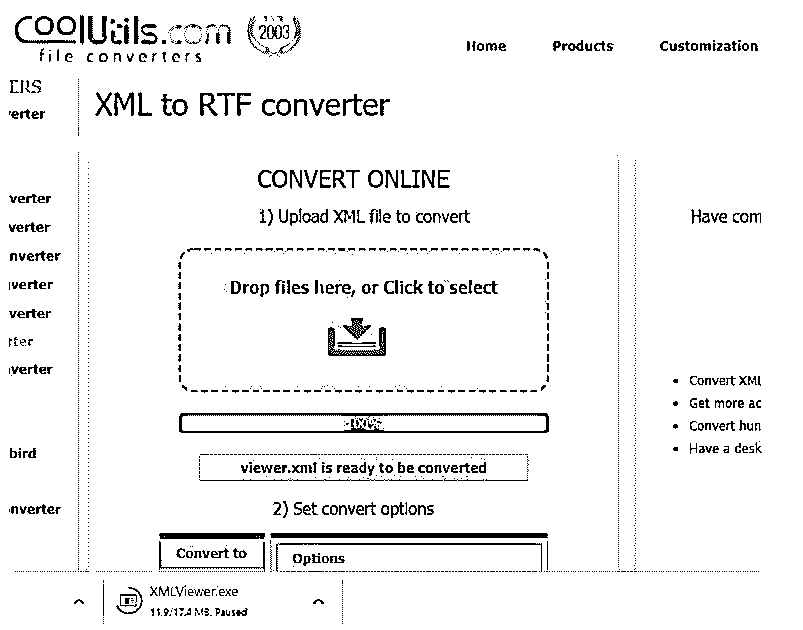 CoolUtils.com
file converters
2003
Home Products Customization
ERS
verter
XML to RTF converter
CONVERT ONLINE
1) Upload XML file to convert
Have com
Drop files here, or Click to select
verter
verter
nverter
verter
verter
rter
verter
100%
viewer.xml is ready to be converted
Convert XML
Get more ac
Convert hun
Have a desk
bird
nverter
2) Set convert options
Convert to
Options
XMLViewer.exe
11.9/17.4 MB, Paused